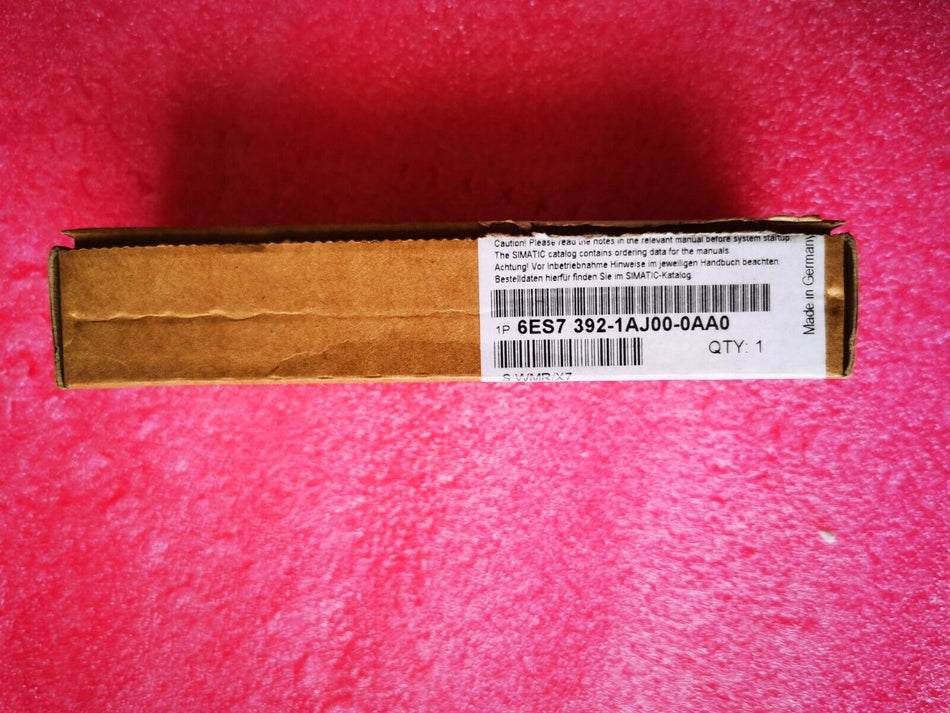 Caution! Please read the notes in the relevant manual before system startup.
The SIMATIC catalog contains ordering data for the manuals
Achtung! Vor Inbetriebnahme Hinweise im jeweiligen Handbuch beachten.
Bestelldaten hierfür finden Sie im SIMATIC-Katalog.
1P 6ES7 392-1AJ00-0AA0
QTY: 1
Made in Germany